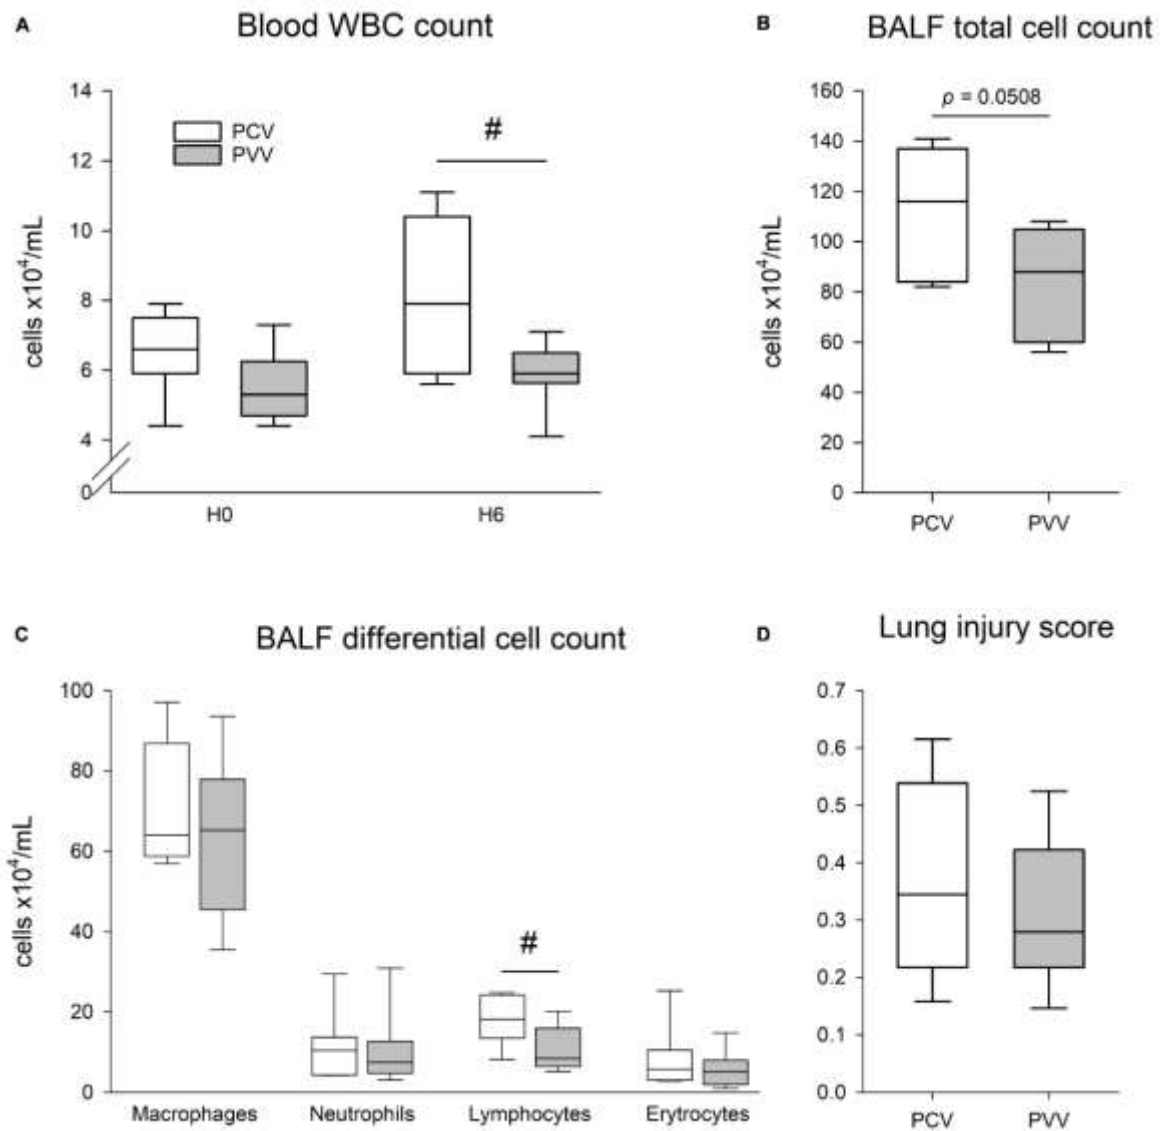 A
Blood WBC count
cells x10⁴/mL
14
12
10
8
6
4
0
PCV
PVV
#
H0
H6
B
BALF total cell count
cells x10⁴/mL
160
140
120
100
80
60
40
20
0
ρ = 0.0508
PCV
PVV
C
BALF differential cell count
cells x10⁴/mL
100
80
60
40
20
0
#
Macrophages
Neutrophils
Lymphocytes
Erytrocytes
D
Lung injury score
0.7
0.6
0.5
0.4
0.3
0.2
0.1
0.0
PCV
PVV